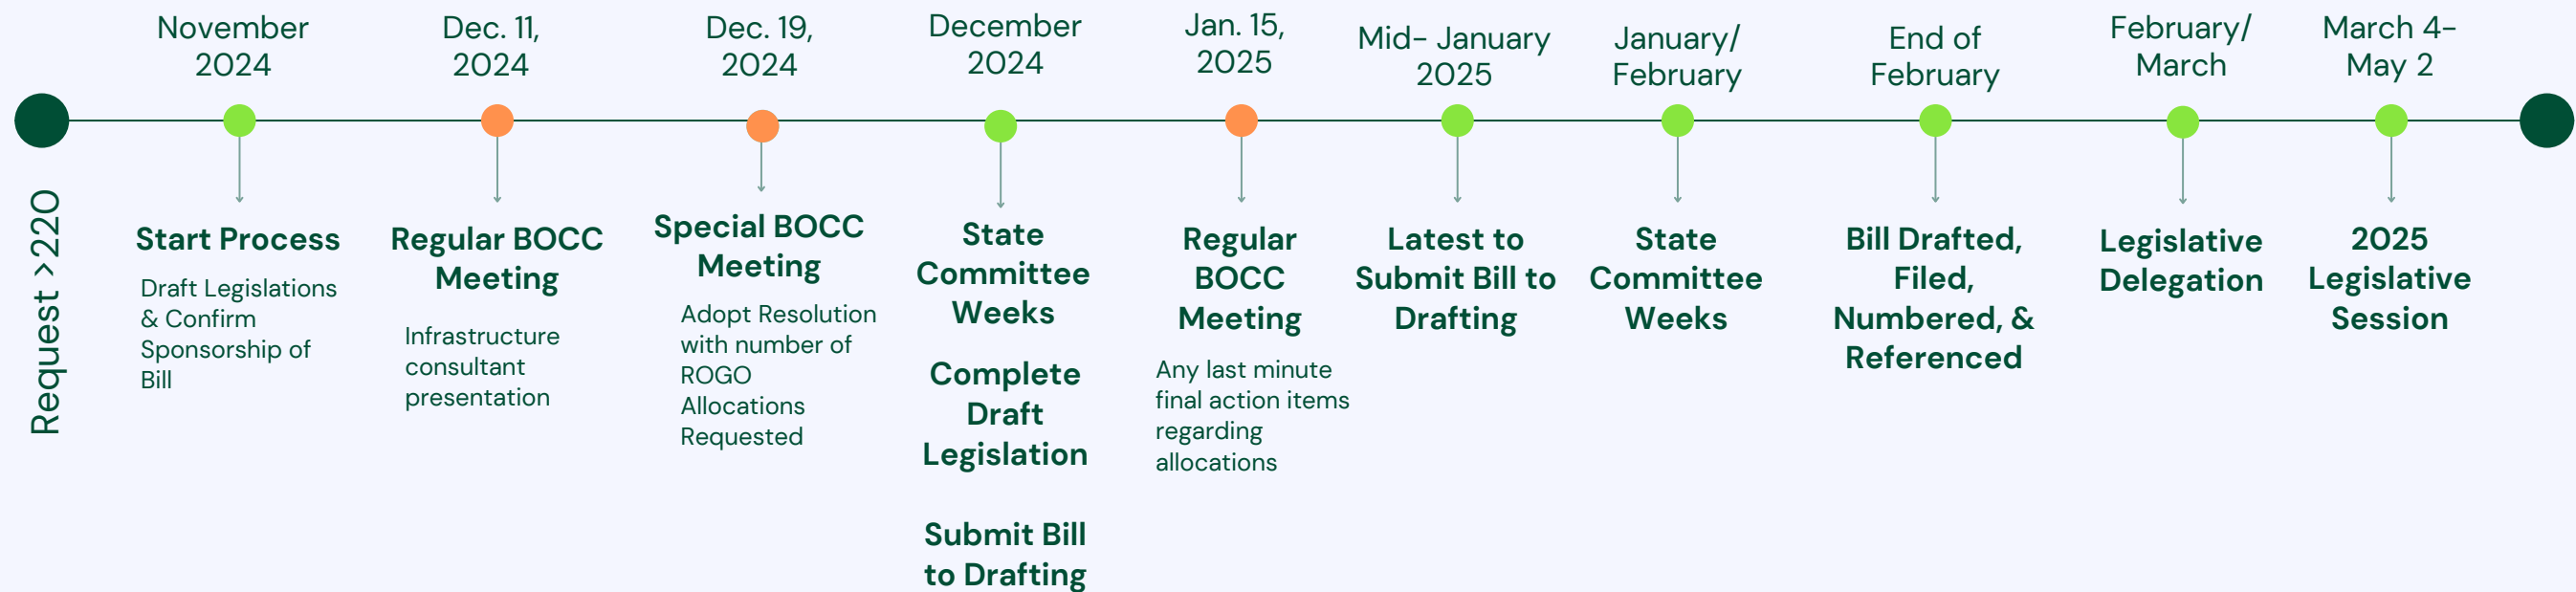 November
2024
Dec. 11,
2024
Dec. 19,
2024
December
2024
Jan. 15,
2025
Mid- January
2025
January/
February
End of
February
February/
March
March 4-
May 2
Request >220
Start Process
Draft Legislations
& Confirm
Sponsorship of
Bill
Regular BOCC
Meeting
Infrastructure
consultant
presentation
Special BOCC
Meeting
Adopt Resolution
with number of
ROGO
Allocations
Requested
State
Committee
Weeks
Complete
Draft
Legislation
Submit Bill
to Drafting
Regular
BOCC
Meeting
Any last minute
final action items
regarding
allocations
Latest to
Submit Bill to
Drafting
State
Committee
Weeks
Bill Drafted,
Filed,
Numbered, &
Referenced
Legislative
Delegation
2025
Legislative
Session